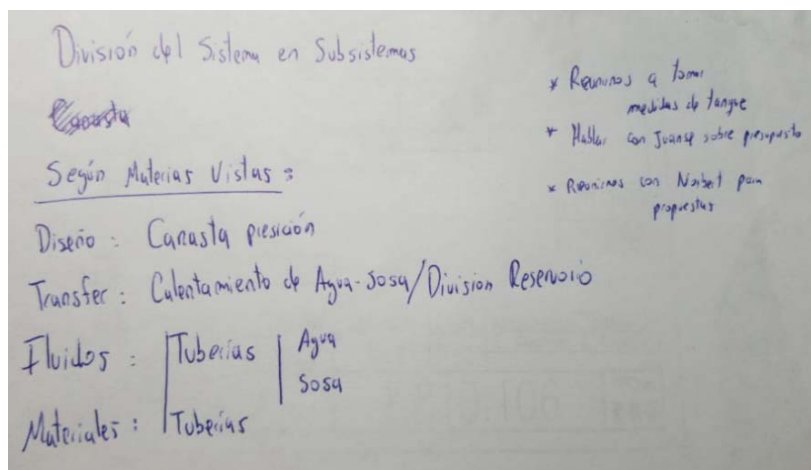 División del Sistema en Subsistemas
Según Materias Vistas :
Diseño : Canasta presición
Transfer : Calentamiento de Agua-Sosa/Division Reservorio
Fluidos : Tuberías | Agua
Sosa
Materiales : Tuberías
* Reunirnos a tomar
medidas de tanque
* Hablar con Juanse sobre presupuesto
* Reunirnos con Norbert para
propuestas